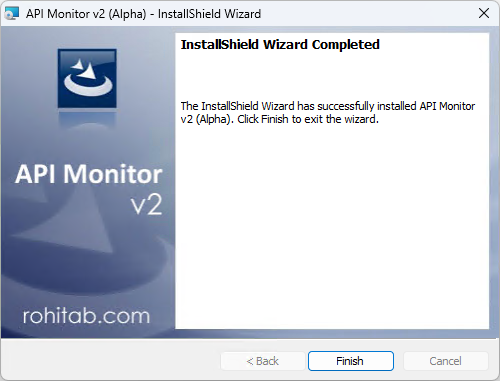 API Monitor v2 (Alpha) - InstallShield Wizard
InstallShield Wizard Completed
The InstallShield Wizard has successfully installed API Monitor
v2 (Alpha). Click Finish to exit the wizard.
API Monitor
v2
rohitab.com
< Back
Finish
Cancel